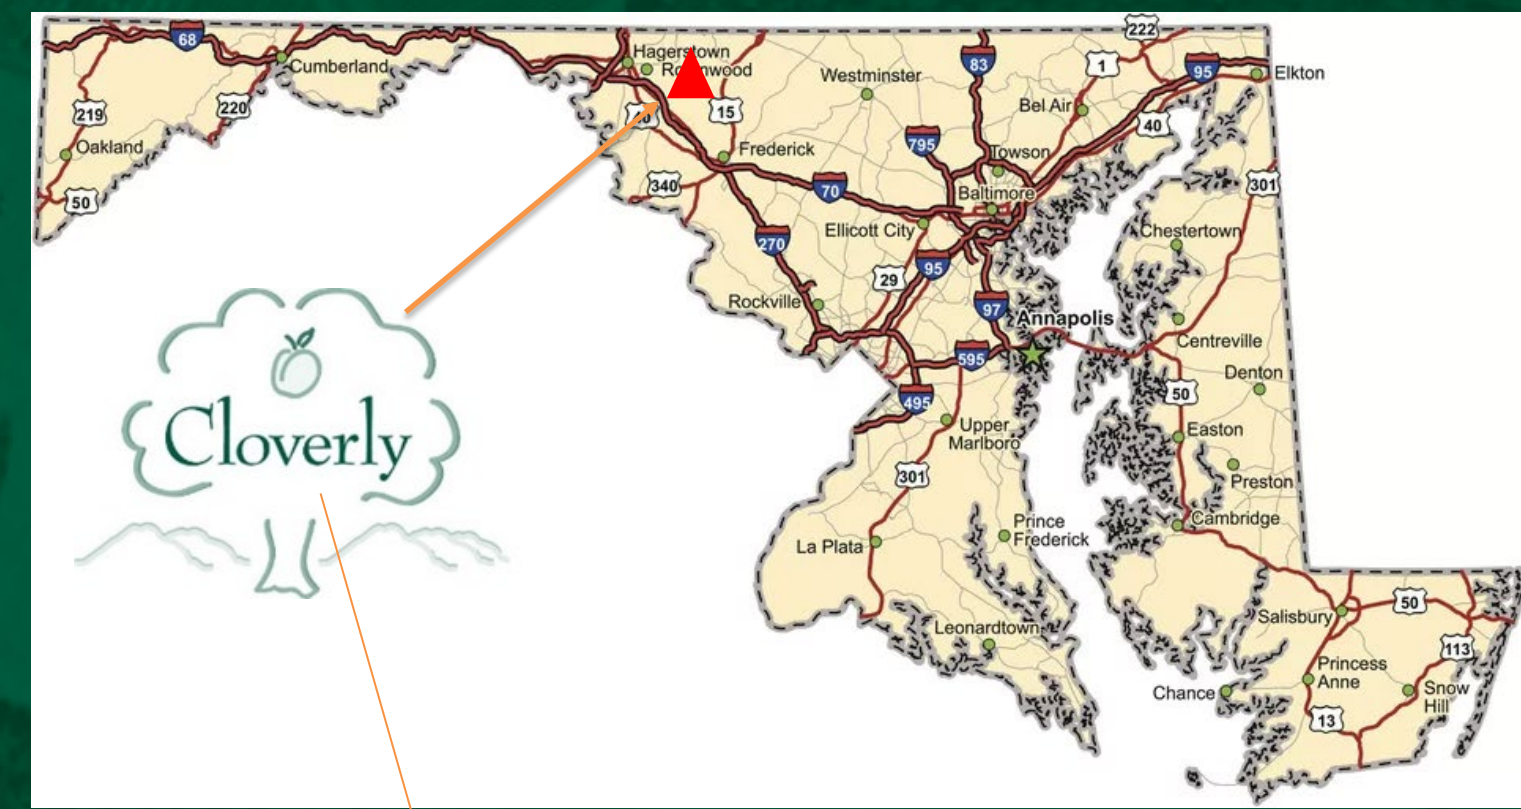 222
68
Hagerstown
83
1
95
Elkton
Cumberland
Westminster
219
220
15
Bel Air
40
Oakland
795
Frederick
Towson
340
70
Baltimore
301
50
Ellicott City
Chestertown
270
95
29
Rockville
97
Annapolis
Centreville
595
Denton
Cloverly
495
50
Upper
Marlboro
Easton
301
Preston
Cambridge
Prince
Frederick
La Plata
50
Salisbury
Leonardtown
113
Princess
Anne
Chance
Snow
Hill
13